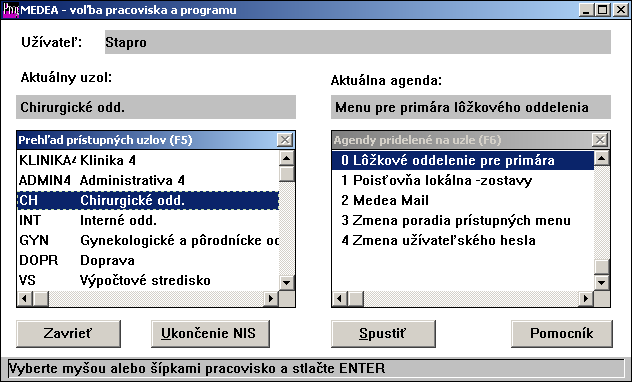 MEDEA - voľba pracoviska a programu
Užívateľ: Stapro
Aktuálny uzol:
Aktuálna agenda:
Chirurgické odd.
Menu pre primára lôžkového oddelenia
Prehľad prístupných uzlov (F5)
KLINIKA4 Klinika 4
ADMIN4 Administrativa 4
CH Chirurgické odd.
INT Interné odd.
GYN Gynekologické a pôrodnícke od
DOPR Doprava
VS Výpočtové stredisko
Agendy pridelené na uzle (F6)
0 Lôžkové oddelenie pre primára
1 Poisťovňa lokálna -zostavy
2 Medea Mail
3 Zmena poradia prístupných menu
4 Zmena užívateľského hesla
Zavrieť
Ukončenie NIS
Spustiť
Pomocník
Vyberte myšou alebo šípkami pracovisko a stlačte ENTER